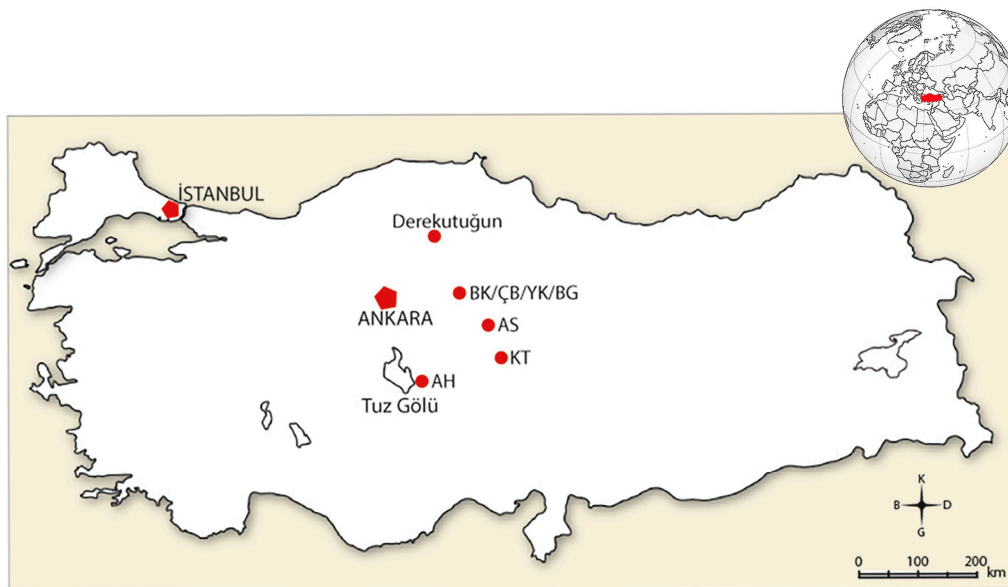 İSTANBUL
Derekutuğun
BK/ÇB/YK/BG
ANKARA
AS
KT
AH
Tuz Gölü
K
B D
G
0 100 200
km